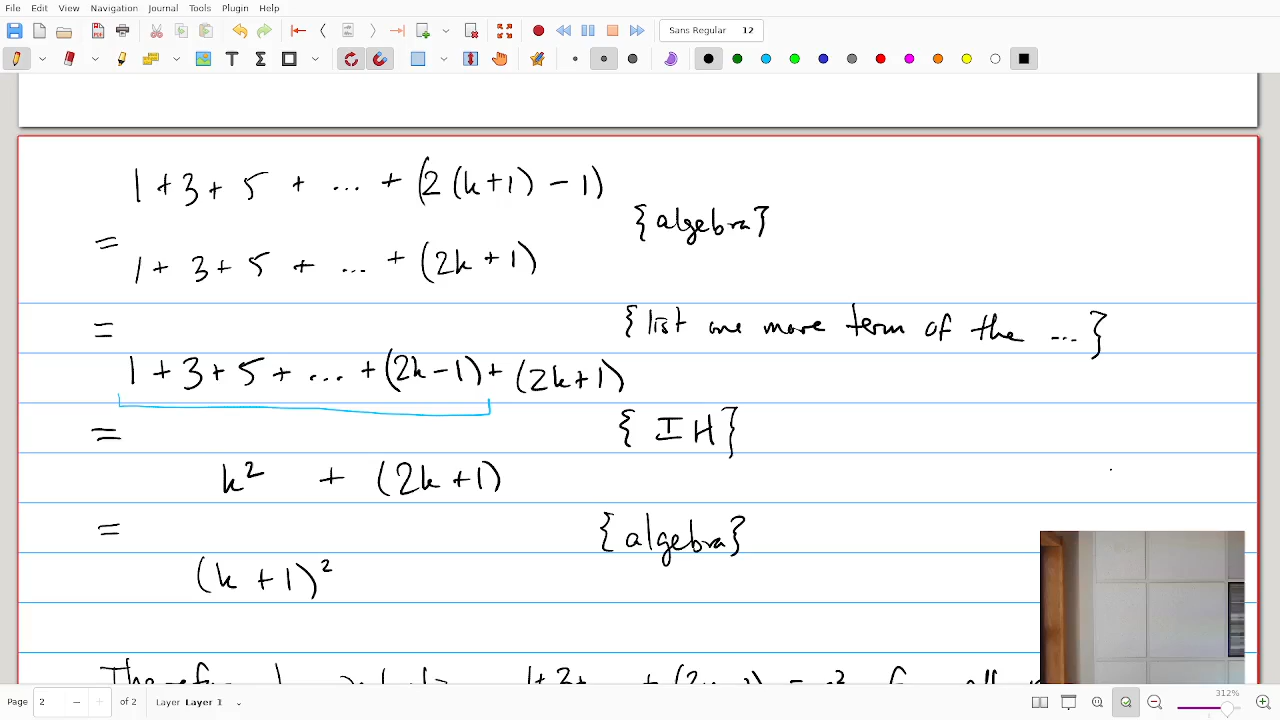 File Edit View Navigation Journal Tools Plugin Help
Sans Regular 12
1 + 3 + 5 + ... + (2(k+1) - 1)
= {algebra}
1 + 3 + 5 + ... + (2k + 1)
= {list one more term of the ...}
1 + 3 + 5 + ... + (2k - 1) + (2k + 1)
= {IH}
k² + (2k + 1)
= {algebra}
(k + 1)²
Page 2 of 2 Layer Layer 1 312%